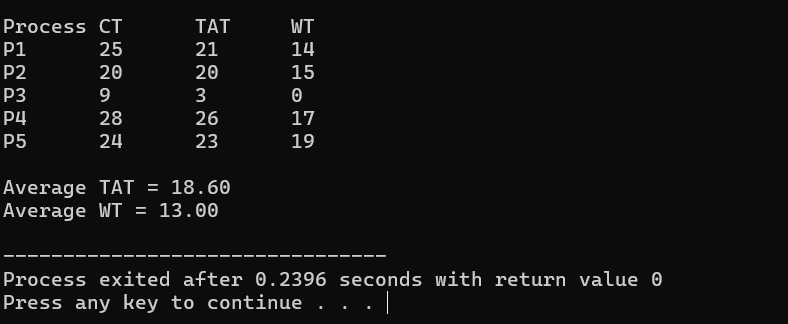 Process CT      TAT     WT
P1      25      21      14
P2      20      20      15
P3      9       3       0
P4      28      26      17
P5      24      23      19

Average TAT = 18.60
Average WT = 13.00

--------------------------------
Process exited after 0.2396 seconds with return value 0
Press any key to continue . . .